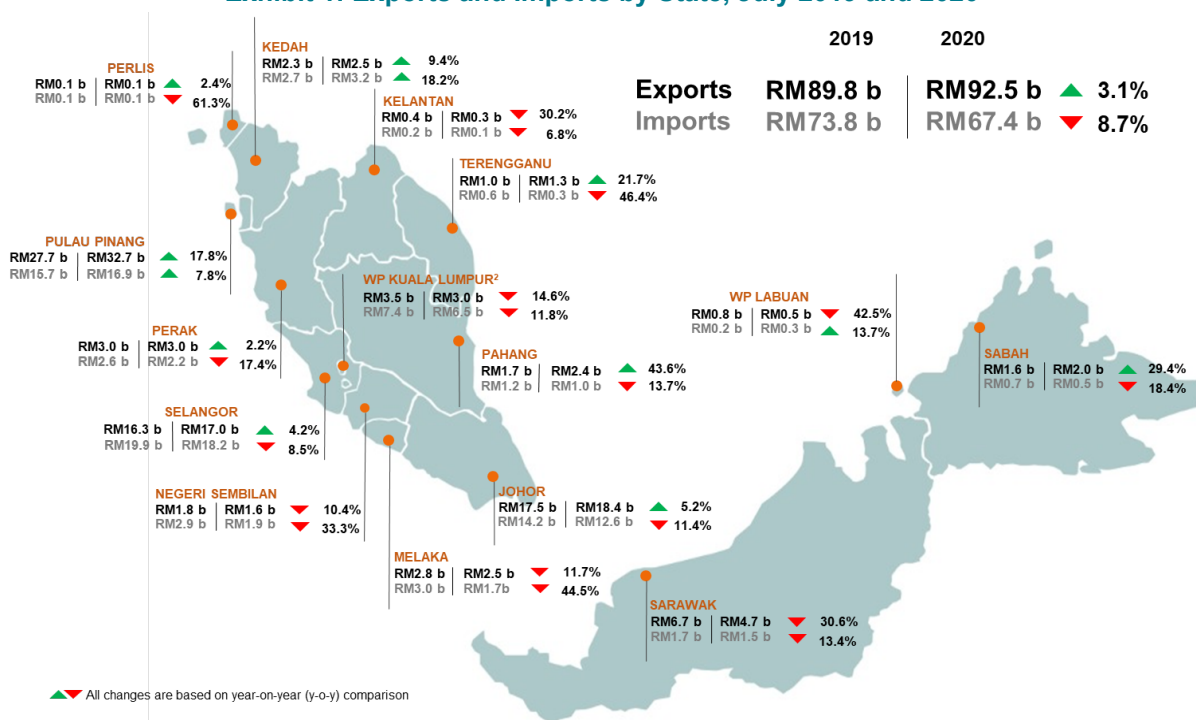 Exhibit 1: Exports and Imports by State, July 2019 and 2020
2019 2020
Exports RM89.8 b RM92.5 b 3.1%
Imports RM73.8 b RM67.4 b 8.7%
KEDAH
RM2.3 b RM2.5 b 9.4%
RM2.7 b RM3.2 b 18.2%
PERLIS
RM0.1 b RM0.1 b 2.4%
RM0.1 b RM0.1 b 61.3%
KELANTAN
RM0.4 b RM0.3 b 30.2%
RM0.2 b RM0.1 b 6.8%
TERENGGANU
RM1.0 b RM1.3 b 21.7%
RM0.6 b RM0.3 b 46.4%
PULAU PINANG
RM27.7 b RM32.7 b 17.8%
RM15.7 b RM16.9 b 7.8%
WP KUALA LUMPUR²
RM3.5 b RM3.0 b 14.6%
RM7.4 b RM6.5 b 11.8%
WP LABUAN
RM0.8 b RM0.5 b 42.5%
RM0.2 b RM0.3 b 13.7%
PERAK
RM3.0 b RM3.0 b 2.2%
RM2.6 b RM2.2 b 17.4%
PAHANG
RM1.7 b RM2.4 b 43.6%
RM1.2 b RM1.0 b 13.7%
SABAH
RM1.6 b RM2.0 b 29.4%
RM0.7 b RM0.5 b 18.4%
SELANGOR
RM16.3 b RM17.0 b 4.2%
RM19.9 b RM18.2 b 8.5%
NEGERI SEMBILAN
RM1.8 b RM1.6 b 10.4%
RM2.9 b RM1.9 b 33.3%
JOHOR
RM17.5 b RM18.4 b 5.2%
RM14.2 b RM12.6 b 11.4%
MELAKA
RM2.8 b RM2.5 b 11.7%
RM3.0 b RM1.7b 44.5%
SARAWAK
RM6.7 b RM4.7 b 30.6%
RM1.7 b RM1.5 b 13.4%
All changes are based on year-on-year (y-o-y) comparison